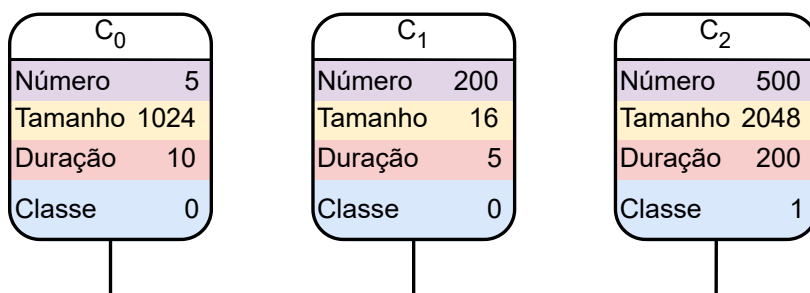 C0
Número 5
Tamanho 1024
Duração 10
Classe 0
C1
Número 200
Tamanho 16
Duração 5
Classe 0
C2
Número 500
Tamanho 2048
Duração 200
Classe 1